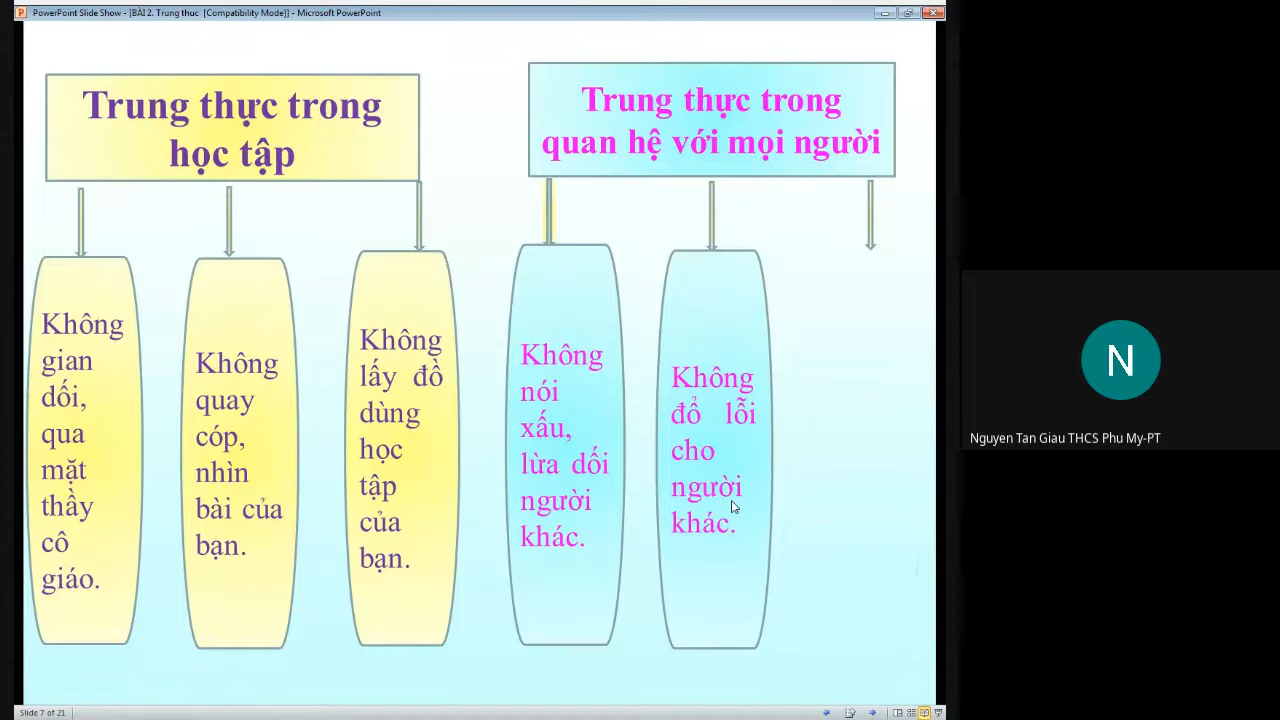 PowerPoint Slide Show - [BÀI 2. Trung thuc [Compatibility Mode]] - Microsoft PowerPoint
Trung thực trong
học tập
Trung thực trong
quan hệ với mọi người
Không
gian
dối,
qua
mặt
thầy
cô
giáo.
Không
quay
cóp,
nhìn
bài của
bạn.
Không
lấy đồ
dùng
học
tập
của
bạn.
Không
nói
xấu,
lừa dối
người
khác.
Không
đổ lỗi
cho
người
khác.
N
Nguyen Tan Giau THCS Phu My-PT
Slide 7 of 21